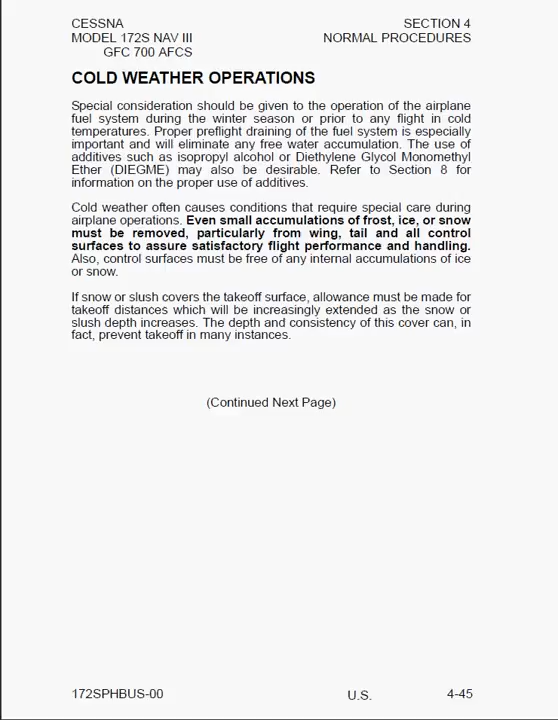 CESSNA
MODEL 172S NAV III
GFC 700 AFCS
SECTION 4
NORMAL PROCEDURES
COLD WEATHER OPERATIONS
Special consideration should be given to the operation of the airplane
fuel system during the winter season or prior to any flight in cold
temperatures. Proper preflight draining of the fuel system is especially
important and will eliminate any free water accumulation. The use of
additives such as isopropyl alcohol or Diethylene Glycol Monomethyl
Ether (DIEGME) may also be desirable. Refer to Section 8 for
information on the proper use of additives.
Cold weather often causes conditions that require special care during
airplane operations. Even small accumulations of frost, ice, or snow
must be removed, particularly from wing, tail and all control
surfaces to assure satisfactory flight performance and handling.
Also, control surfaces must be free of any internal accumulations of ice
or snow.
If snow or slush covers the takeoff surface, allowance must be made for
takeoff distances which will be increasingly extended as the snow or
slush depth increases. The depth and consistency of this cover can, in
fact, prevent takeoff in many instances.
(Continued Next Page)
172SPHBUS-00
U.S.
4-45